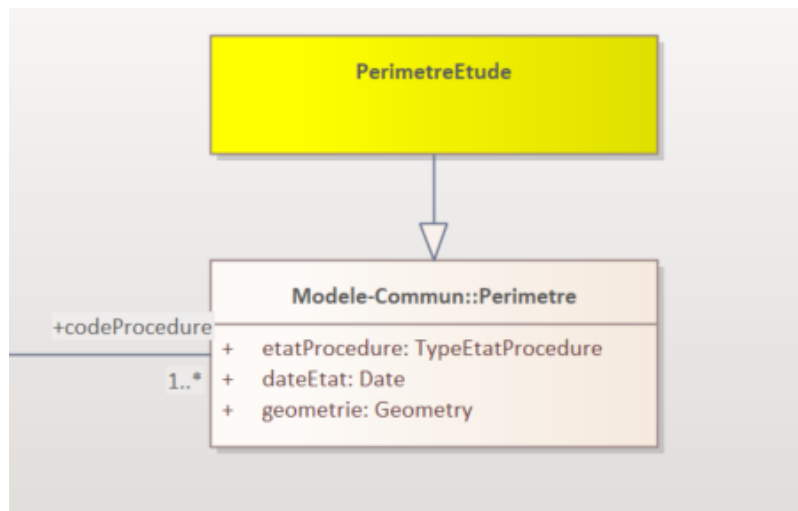 PerimetreEtude
Modele-Commun::Perimetre
+codeProcedure
1..*
+ etatProcedure: TypeEtatProcedure
+ dateEtat: Date
+ geometrie: Geometry